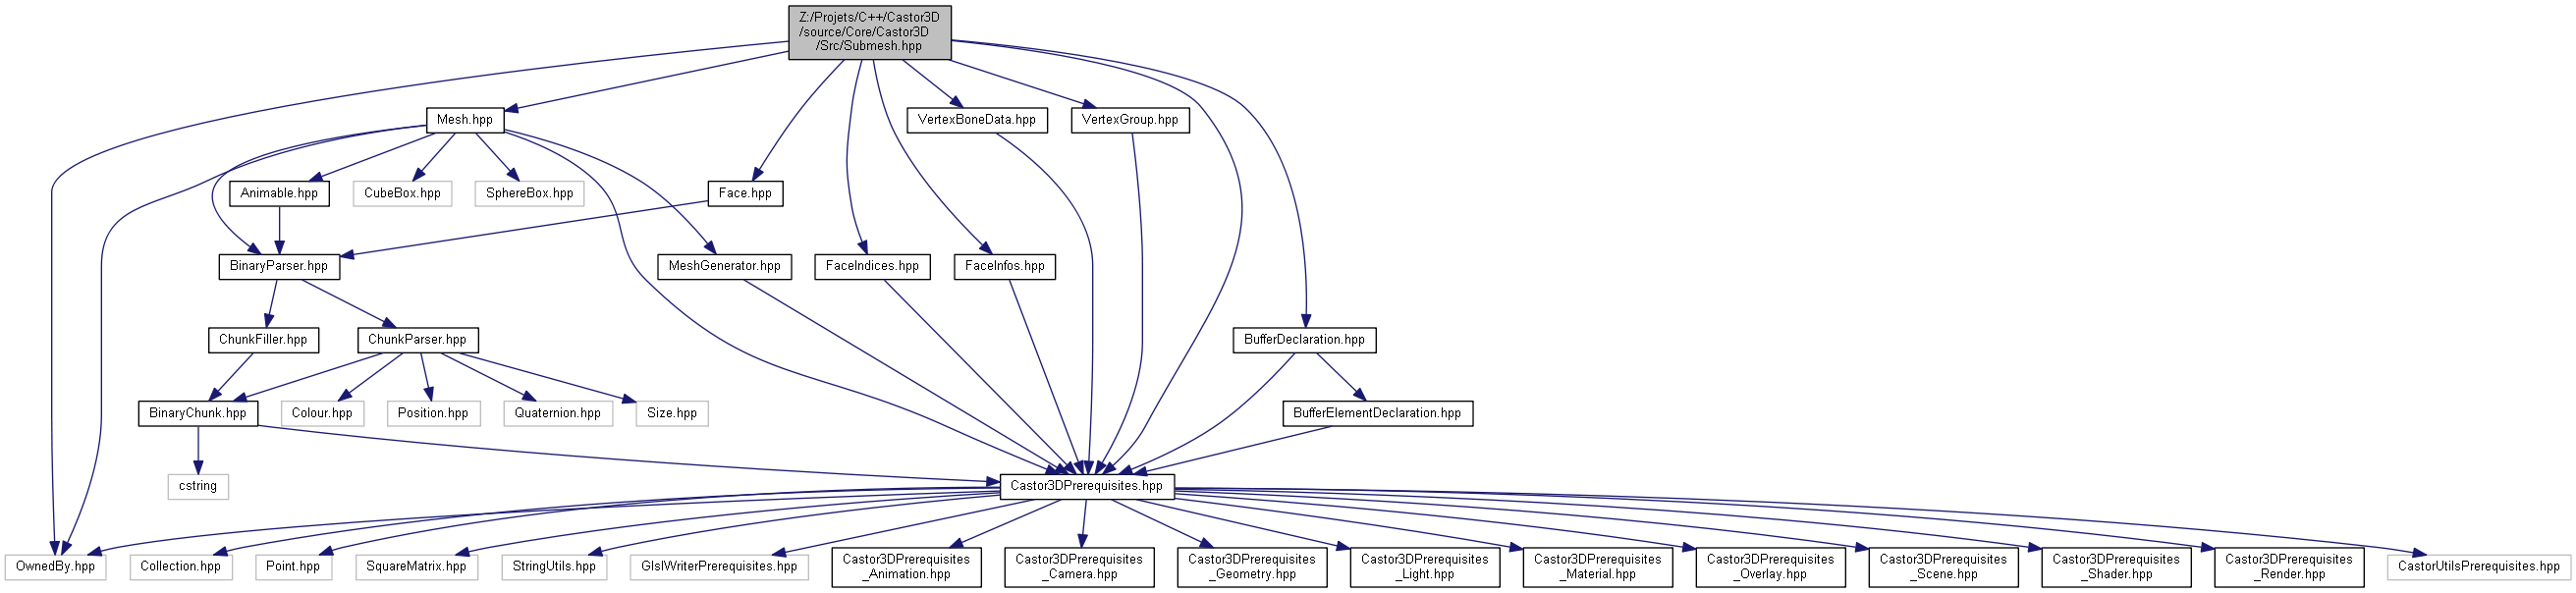 Z:/Projets/C++/Castor3D
/source/Core/Castor3D
/Src/Submesh.hpp
Mesh.hpp
VertexBoneData.hpp
VertexGroup.hpp
Animable.hpp
CubeBox.hpp
SphereBox.hpp
Face.hpp
BinaryParser.hpp
MeshGenerator.hpp
FaceIndices.hpp
FaceInfos.hpp
ChunkFiller.hpp
ChunkParser.hpp
BufferDeclaration.hpp
BinaryChunk.hpp
Colour.hpp
Position.hpp
Quaternion.hpp
Size.hpp
BufferElementDeclaration.hpp
cstring
Castor3DPrerequisites.hpp
OwnedBy.hpp
Collection.hpp
Point.hpp
SquareMatrix.hpp
StringUtils.hpp
GlslWriterPrerequisites.hpp
Castor3DPrerequisites
_Animation.hpp
Castor3DPrerequisites
_Camera.hpp
Castor3DPrerequisites
_Geometry.hpp
Castor3DPrerequisites
_Light.hpp
Castor3DPrerequisites
_Material.hpp
Castor3DPrerequisites
_Overlay.hpp
Castor3DPrerequisites
_Scene.hpp
Castor3DPrerequisites
_Shader.hpp
Castor3DPrerequisites
_Render.hpp
CastorUtilsPrerequisites.hpp